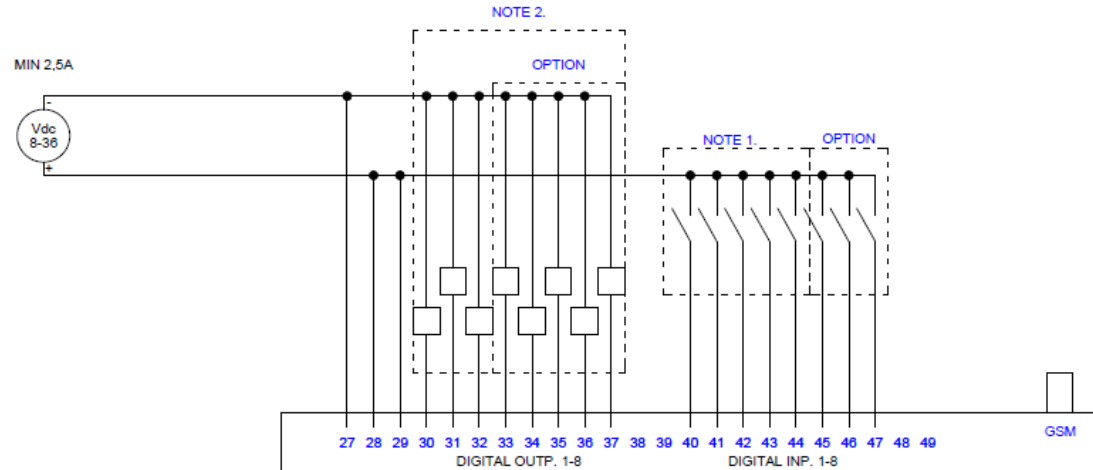 NOTE 2.
MIN 2,5A
OPTION
-
Vdc
8-36
+
NOTE 1.
OPTION
27 28 29 30 31 32 33 34 35 36 37 38 39 40 41 42 43 44 45 46 47 48 49
GSM
DIGITAL OUTP. 1-8
DIGITAL INP. 1-8